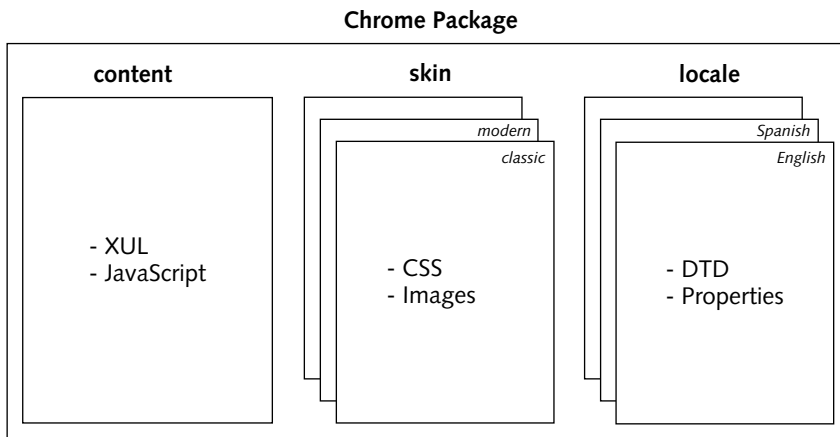 Chrome Package
content
skin
locale
modern
classic
Spanish
English
- XUL
- JavaScript
- CSS
- Images
- DTD
- Properties